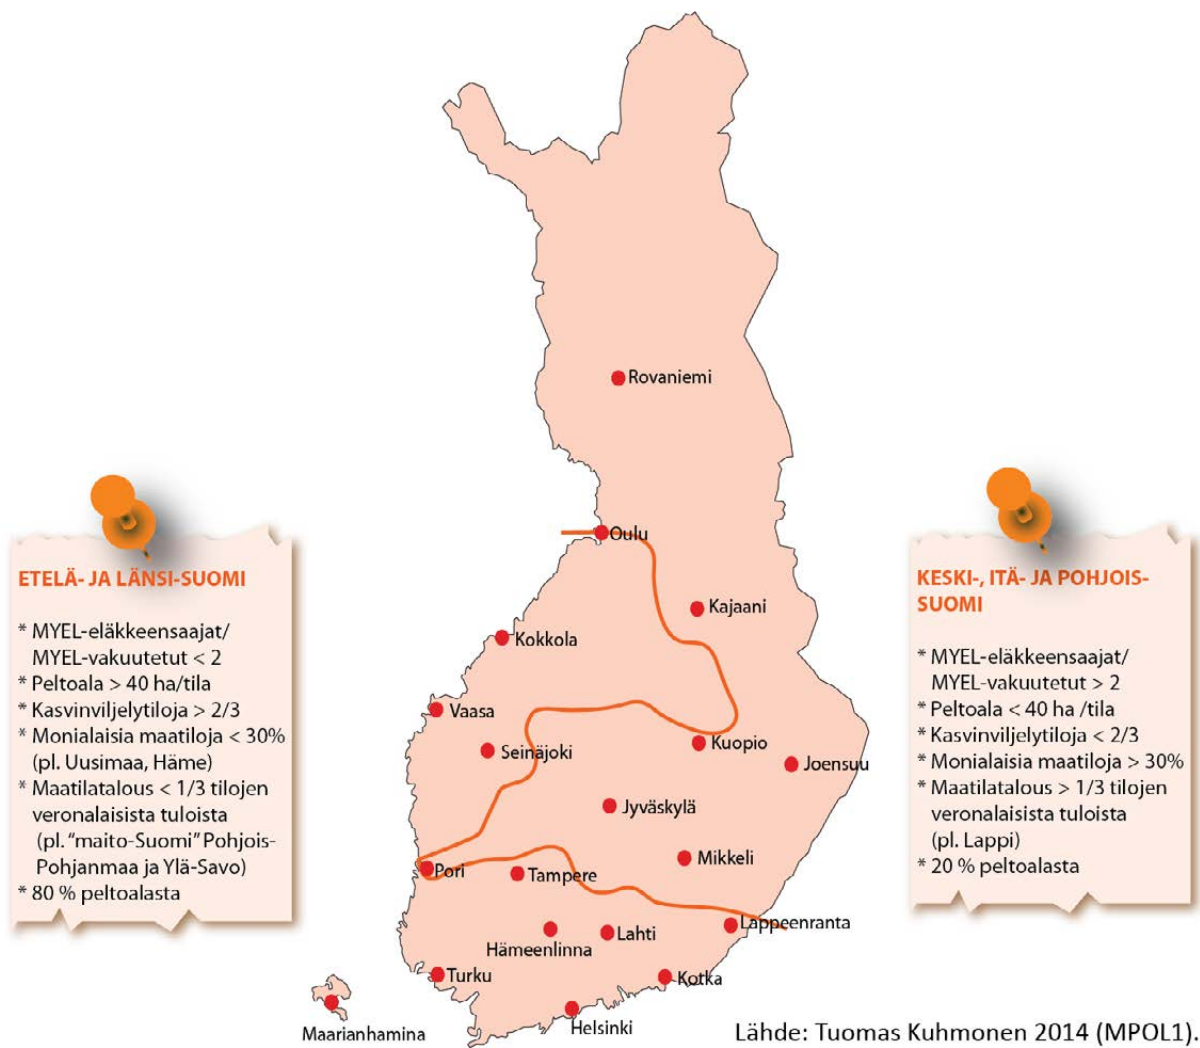 Rovaniemi
Oulu
Kajaani
Kokkola
Vaasa
Seinäjoki
Kuopio
Joensuu
Jyväskylä
Mikkeli
Pori
Tampere
Lappeenranta
Lahti
Hämeenlinna
Turku
Kotka
Maarianhamina
Helsinki
ETELÄ- JA LÄNSI-SUOMI
* MYEL-eläkkeensaajat/
MYEL-vakuutetut < 2
* Peltoala > 40 ha/tila
* Kasvinviljelytiloja > 2/3
* Monialaisia maatiloja < 30%
(pl. Uusimaa, Häme)
* Maatilatalous < 1/3 tilojen
veronalaisista tuloista
(pl. "maito-Suomi" Pohjois-
Pohjanmaa ja Ylä-Savo)
* 80 % peltoalasta
KESKI-, ITÄ- JA POHJOIS-
SUOMI
* MYEL-eläkkeensaajat/
MYEL-vakuutetut > 2
* Peltoala < 40 ha /tila
* Kasvinviljelytiloja < 2/3
* Monialaisia maatiloja > 30%
* Maatilatalous > 1/3 tilojen
veronalaisista tuloista
(pl. Lappi)
* 20 % peltoalasta
Lähde: Tuomas Kuhmonen 2014 (MPOL1).